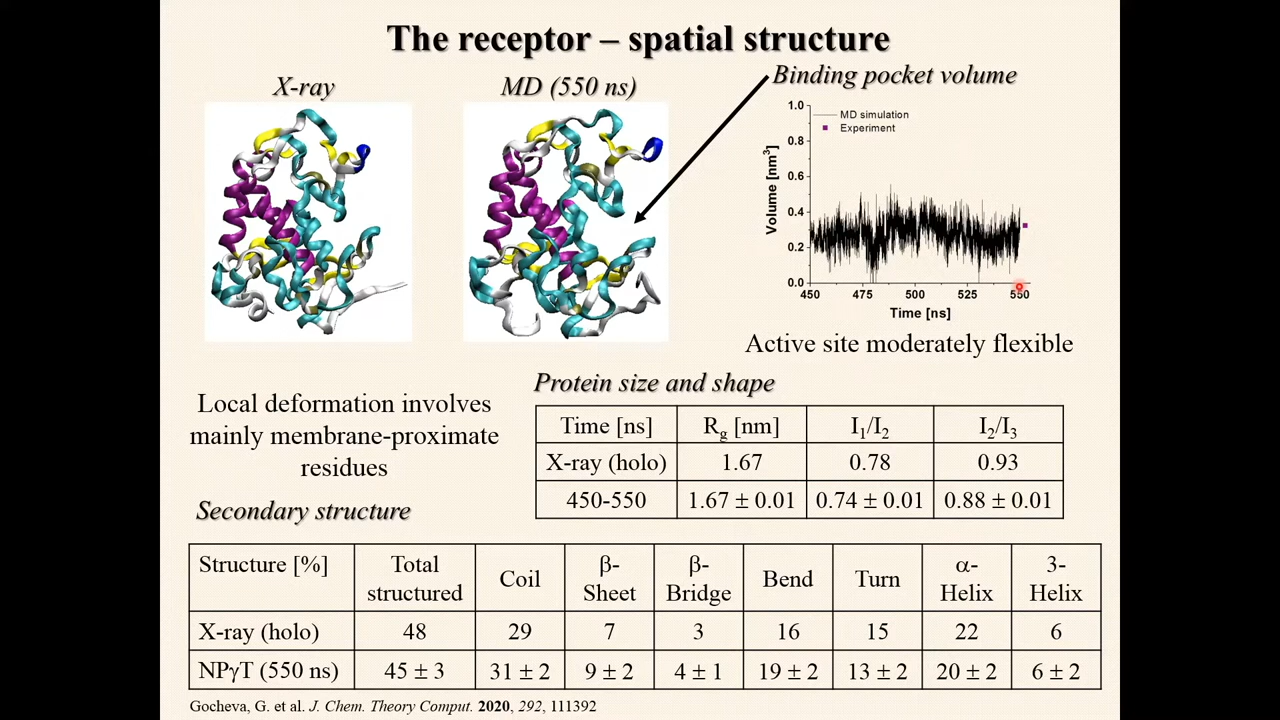 The receptor – spatial structure
X-ray
MD (550 ns)
Binding pocket volume
1.0
0.8
0.6
0.4
0.2
0.0
Volume [nm³]
MD simulation
Experiment
450 475 500 525 550
Time [ns]
Active site moderately flexible
Local deformation involves
mainly membrane-proximate
residues
Protein size and shape
Time [ns] Rg [nm] I1/I2 I2/I3
X-ray (holo) 1.67 0.78 0.93
450-550 1.67 ± 0.01 0.74 ± 0.01 0.88 ± 0.01
Secondary structure
Structure [%] Total structured Coil β-Sheet β-Bridge Bend Turn α-Helix 3-Helix
X-ray (holo) 48 29 7 3 16 15 22 6
NPγT (550 ns) 45 ± 3 31 ± 2 9 ± 2 4 ± 1 19 ± 2 13 ± 2 20 ± 2 6 ± 2
Gocheva, G. et al. J. Chem. Theory Comput. 2020, 292, 111392